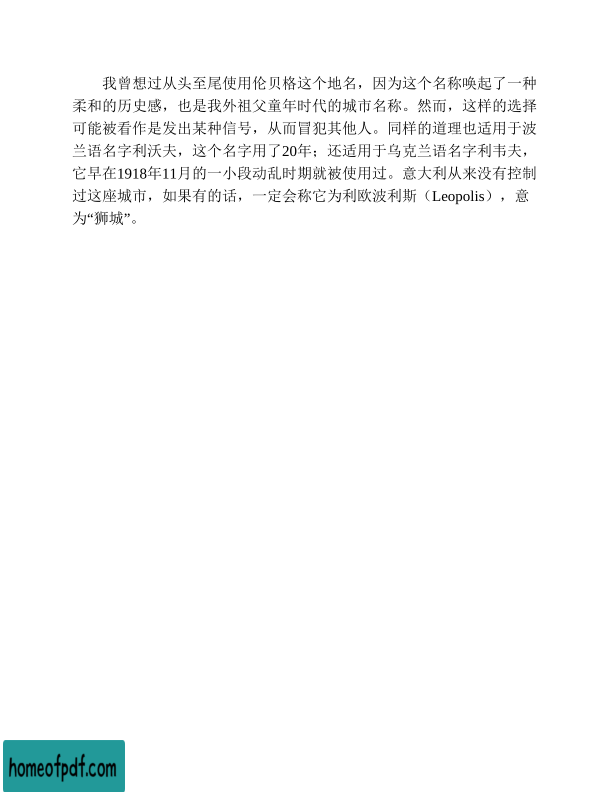 我曾想过从头至尾使用伦贝格这个地名，因为这个名称唤起了一种
柔和的历史感，也是我外祖父童年时代的城市名称。然而，这样的选择
可能被看作是发出某种信号，从而冒犯其他人。同样的道理也适用于波
兰语名字利沃夫，这个名字用了20年；还适用于乌克兰语名字利韦夫，
它早在1918年11月的一小段动乱时期就被使用过。意大利从来没有控制
过这座城市，如果有的话，一定会称它为利欧波利斯（Leopolis），意
为“狮城”。
homeofpdf.com